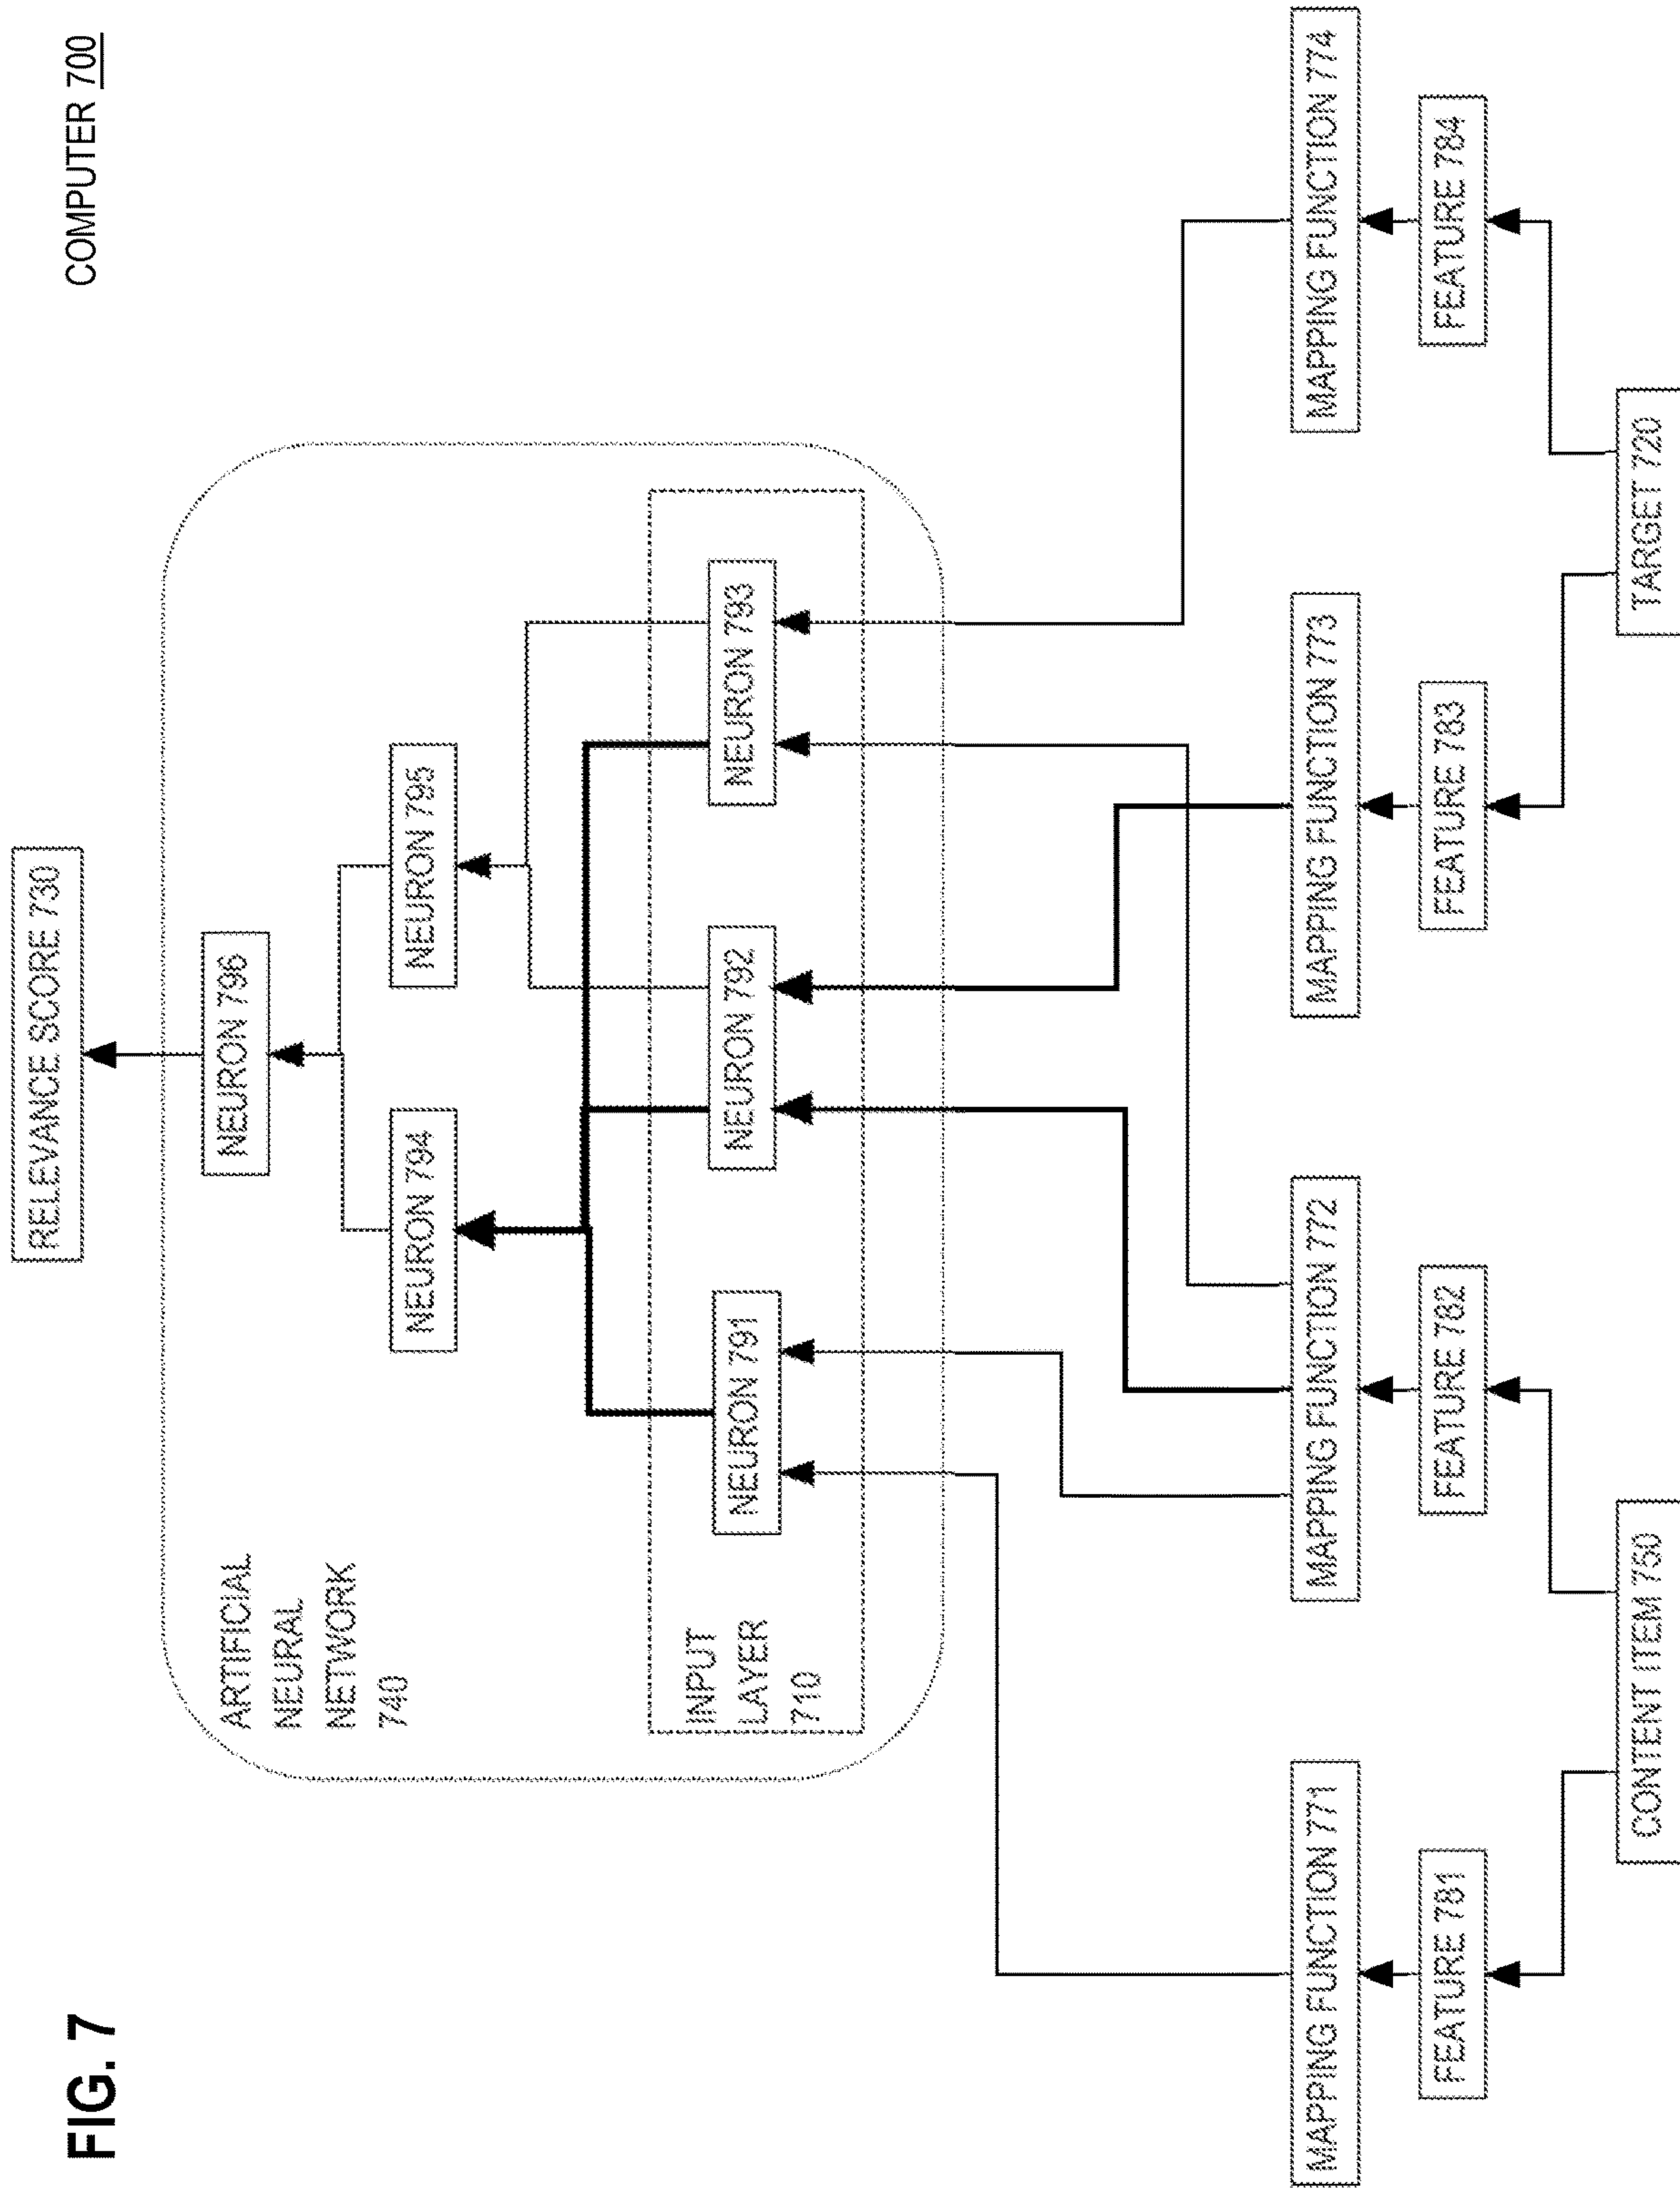 FIG. 7
COMPUTER 700
RELEVANCE SCORE 730
ARTIFICIAL
NEURAL
NETWORK
740
NEURON 796
NEURON 794
NEURON 795
INPUT
LAYER
710
NEURON 791
NEURON 792
NEURON 793
MAPPING FUNCTION 771
MAPPING FUNCTION 772
MAPPING FUNCTION 773
MAPPING FUNCTION 774
FEATURE 781
FEATURE 782
FEATURE 783
FEATURE 784
CONTENT ITEM 750
TARGET 720